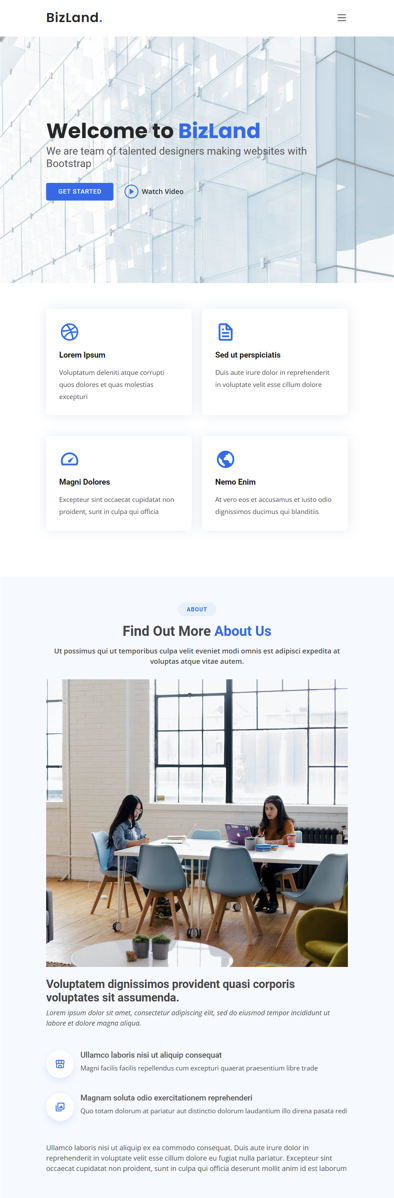 BizLand.
Welcome to BizLand
We are team of talented designers making websites with
Bootstrap
GET STARTED
Watch Video
Lorem Ipsum
Voluptatum deleniti atque corrupti
quos dolores et quas molestias
excepturi
Sed ut perspiciatis
Duis aute irure dolor in reprehenderit
in voluptate velit esse cillum dolore
Magni Dolores
Excepteur sint occaecat cupidatat non
proident, sunt in culpa qui officia
Nemo Enim
At vero eos et accusamus et iusto odio
dignissimos ducimus qui blanditiis
ABOUT
Find Out More About Us
Ut possimus qui ut temporibus culpa velit eveniet modi omnis est adipisci expedita at
voluptas atque vitae autem.
Voluptatem dignissimos provident quasi corporis
voluptates sit assumenda.
Lorem ipsum dolor sit amet, consectetur adipiscing elit, sed do eiusmod tempor incididunt ut
labore et dolore magna aliqua.
Ullamco laboris nisi ut aliquip consequat
Magni facilis facilis repellendus cum excepturi quaerat praesentium libre trade
Magnam soluta odio exercitationem reprehenderi
Quo totam dolorum at pariatur aut distinctio dolorum laudantium illo direna pasata redi
Ullamco laboris nisi ut aliquip ex ea commodo consequat. Duis aute irure dolor in
reprehenderit in voluptate velit esse cillum dolore eu fugiat nulla pariatur. Excepteur sint
occaecat cupidatat non proident, sunt in culpa qui officia deserunt mollit anim id est laborum